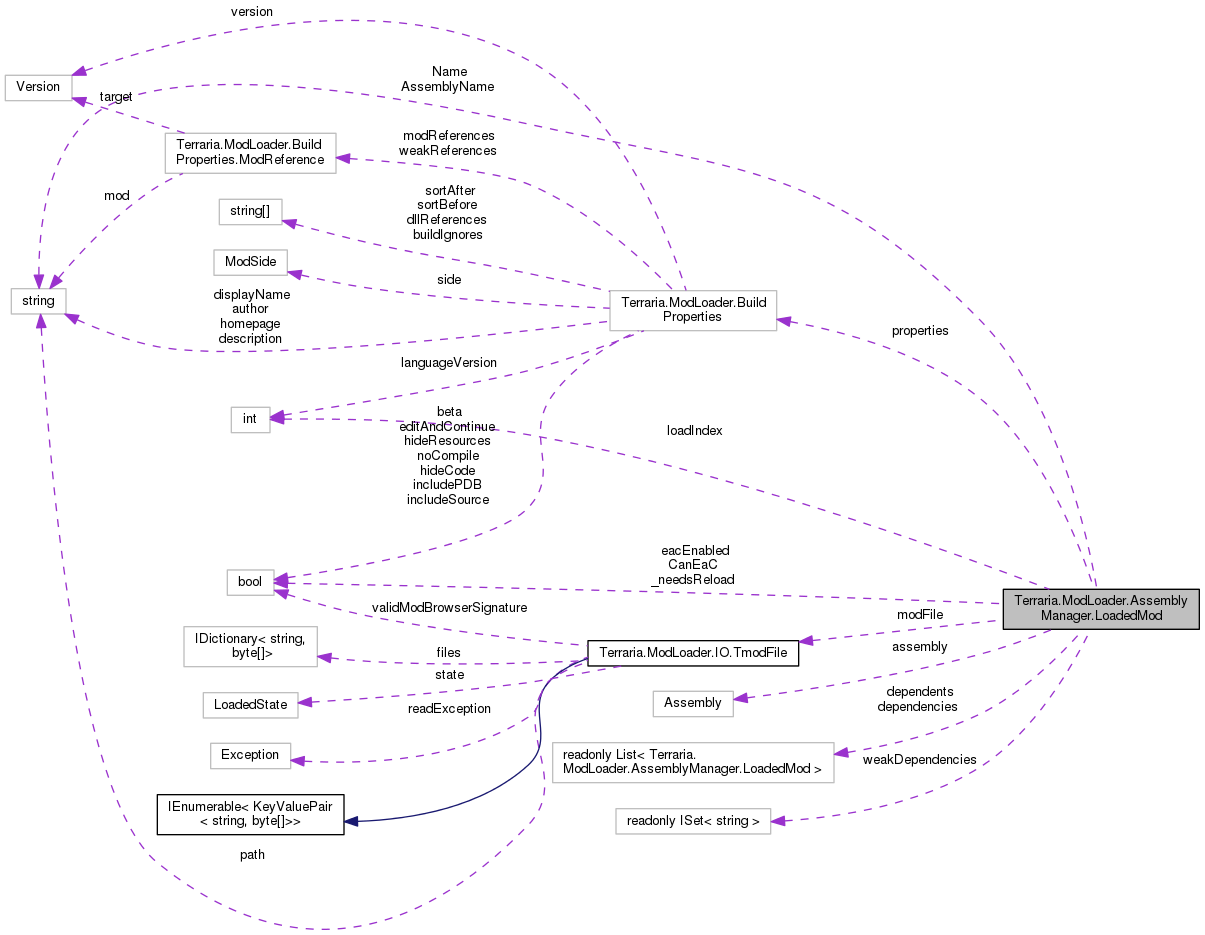 version
Version
Name
AssemblyName
target
Terraria.ModLoader.Build
Properties.ModReference
modReferences
weakReferences
mod
string[]
sortAfter
sortBefore
dllReferences
buildIgnores
ModSide
side
string
displayName
author
homepage
description
Terraria.ModLoader.Build
Properties
properties
languageVersion
int
loadIndex
beta
editAndContinue
hideResources
noCompile
hideCode
includePDB
includeSource
bool
eacEnabled
CanEaC
_needsReload
Terraria.ModLoader.Assembly
Manager.LoadedMod
validModBrowserSignature
modFile
IDictionary< string,
byte[]>
files
Terraria.ModLoader.IO.TmodFile
assembly
state
LoadedState
Assembly
dependents
dependencies
readException
Exception
readonly List< Terraria.
ModLoader.AssemblyManager.LoadedMod >
weakDependencies
IEnumerable< KeyValuePair
< string, byte[]>>
readonly ISet< string >
path